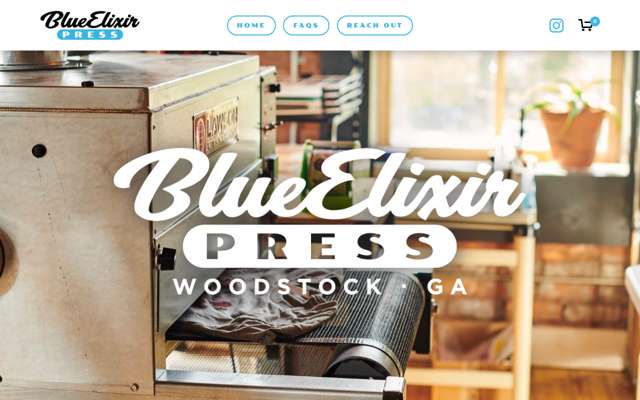 BlueElixir
PRESS
HOME
FAQS
REACH OUT
0
BlueElixir
PRESS
WOODSTOCK · GA